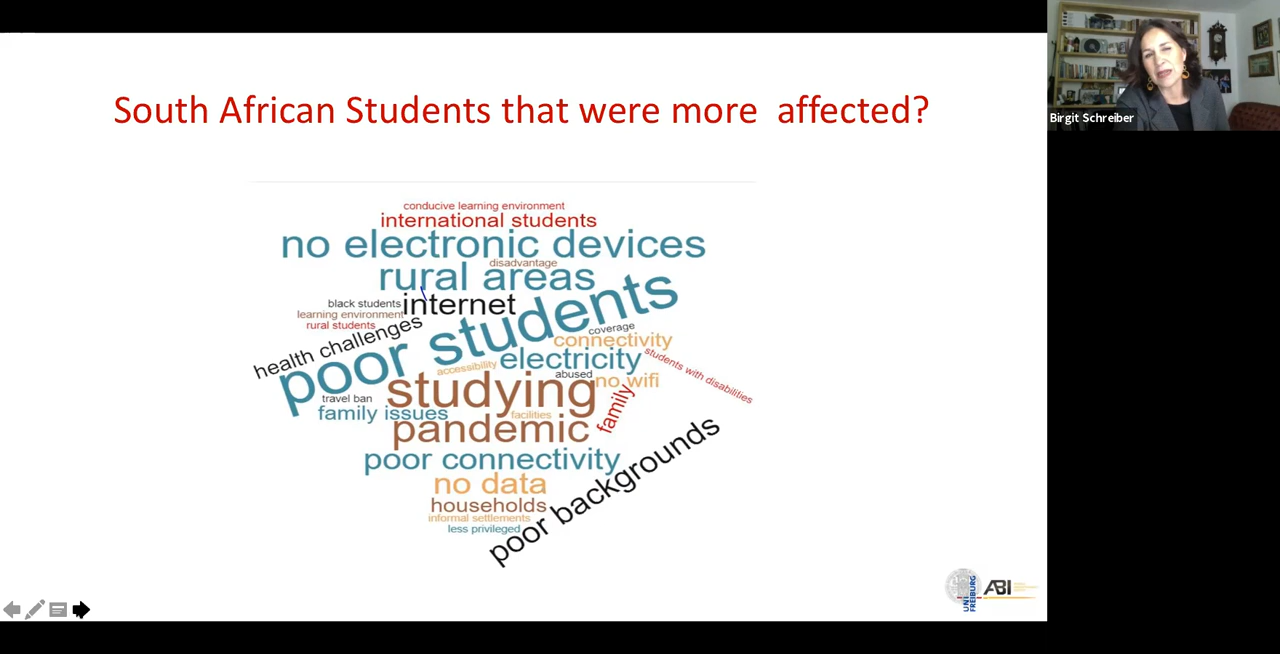 South African Students that were more affected?
Birgit Schreiber
conducive learning environment
international students
no electronic devices
disadvantage
rural areas
black students
internet
learning environment
rural students
poor students
health challenges
coverage
connectivity
electricity
students with disabilities
accessibility
abused
no wifi
studying
travel ban
family issues
facilities
family
pandemic
poor connectivity
poor backgrounds
no data
households
informal settlements
less privileged
UNI
FREIBURG
ABI